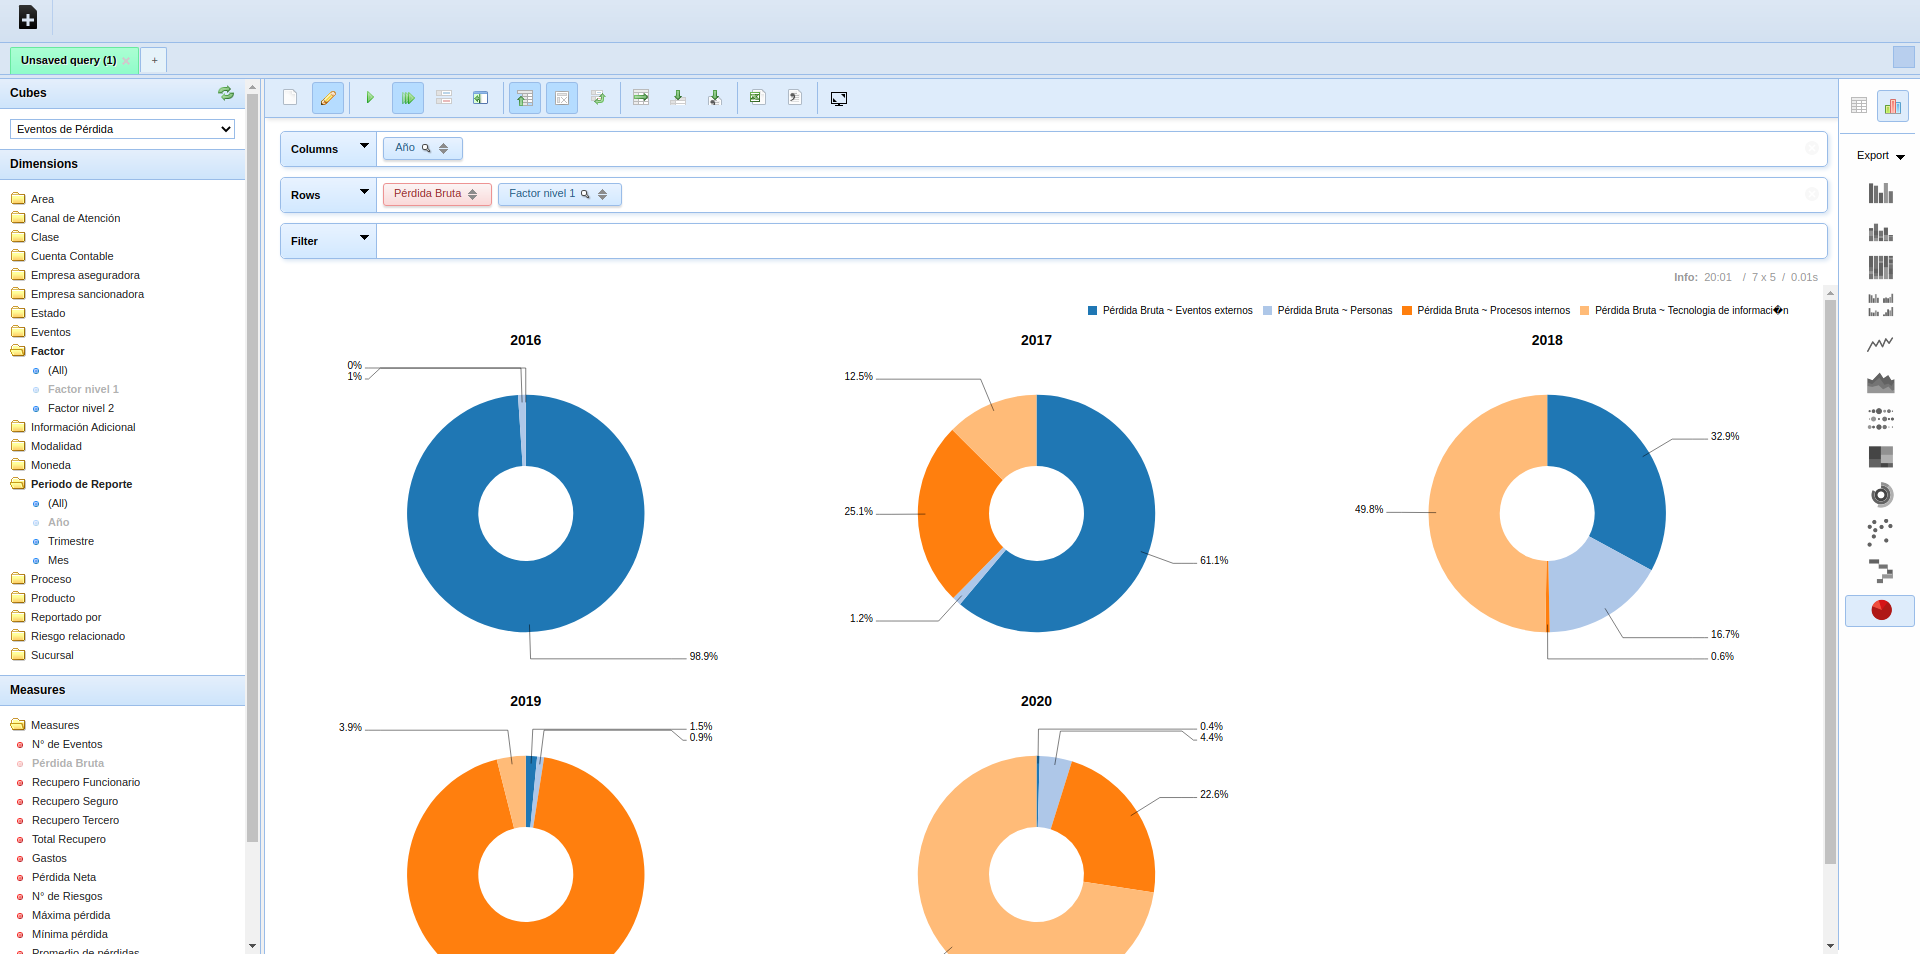 Unsaved query (1) ×
+
Cubes
Eventos de Pérdida
Dimensions
Area
Canal de Atención
Clase
Cuenta Contable
Empresa aseguradora
Empresa sancionadora
Estado
Eventos
Factor
(All)
Factor nivel 1
Factor nivel 2
Información Adicional
Modalidad
Moneda
Periodo de Reporte
(All)
Año
Trimestre
Mes
Proceso
Producto
Reportado por
Riesgo relacionado
Sucursal
Measures
Measures
N° de Eventos
Pérdida Bruta
Recupero Funcionario
Recupero Seguro
Recupero Tercero
Total Recupero
Gastos
Pérdida Neta
N° de Riesgos
Máxima pérdida
Mínima pérdida
Promedio de pérdidas
Columns
Año
Rows
Pérdida Bruta Factor nivel 1
Filter
Info: 20:01 / 7 x 5 / 0.01s
Pérdida Bruta ~ Eventos externos Pérdida Bruta ~ Personas Pérdida Bruta ~ Procesos internos Pérdida Bruta ~ Tecnologia de informaci�n
2016
0%
1%
98.9%
2017
12.5%
25.1%
1.2%
61.1%
2018
32.9%
49.8%
16.7%
0.6%
2019
3.9%
1.5%
0.9%
2020
0.4%
4.4%
22.6%
Export